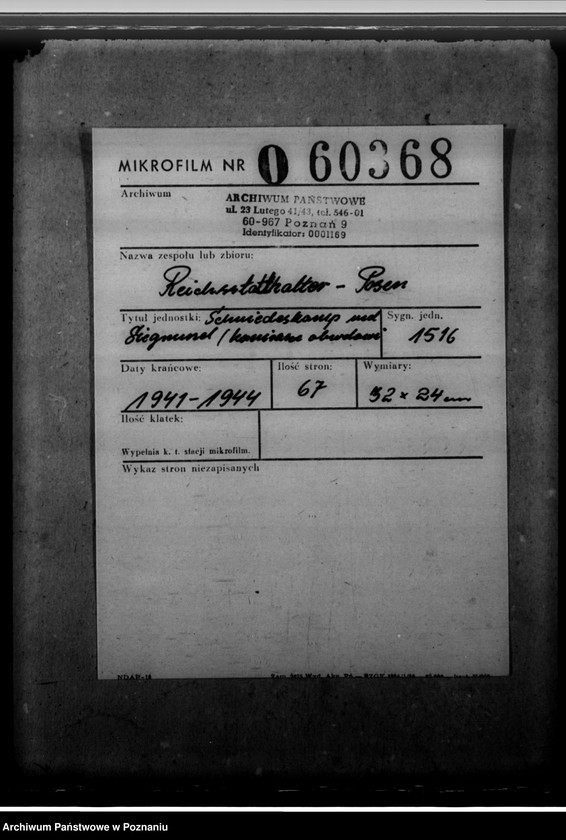 MIKROFILM NR O 60368
Archiwum
ARCHIWUM PAŃSTWOWE
ul. 23 Lutego 41/43, tel. 546-01
60-967 Poznań 9
Identyfikator: 0001169
Nazwa zespołu lub zbioru:
Reichsstatthalter - Posen
Tytuł jednostki: Schmiedeskamp und Sygn. jedn.
Siegmund / 1516
Daty krańcowe: Ilość stron: Wymiary:
1941-1944 67 32 × 24 cm
Ilość klatek:
Wypełnia k. t. stacji mikrofilm.
Wykaz stron niezapisanych
NDAP-18
Archiwum Państwowe w Poznaniu